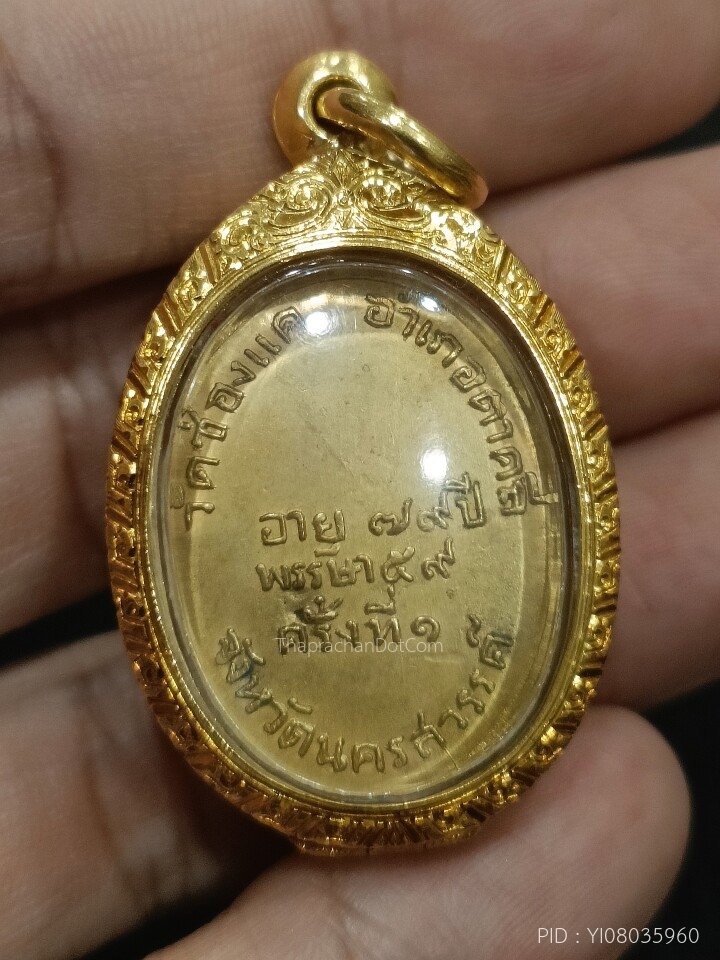 วัดช่องแค อำเภอตาคลี
อายุ ๗๙ ปี
พรรษา ๕๙
ครั้งที่ ๑
จังหวัดนครสวรรค์
ThaprachanDotCom
PID : YI08035960